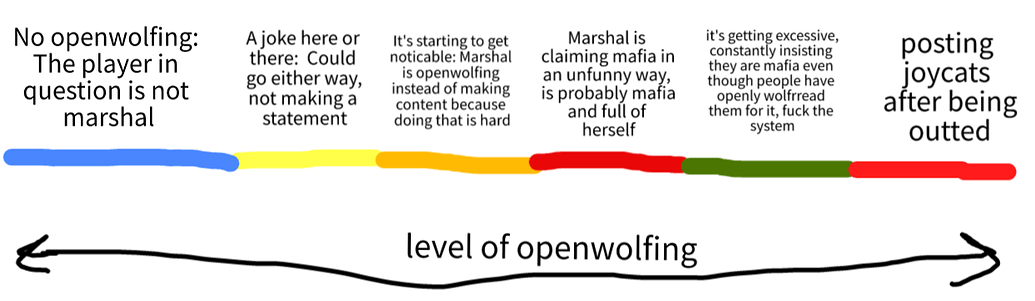 No openwolfing:
The player in
question is not
marshal
A joke here or
there: Could
go either way,
not making a
statement
It's starting to get
noticable: Marshal
is openwolfing
instead of making
content because
doing that is hard
Marshal is
claiming mafia in
an unfunny way,
is probably mafia
and full of
herself
it's getting excessive,
constantly insisting
they are mafia even
though people have
openly wolfrread
them for it, fuck the
system
posting
joycats
after being
outted
level of openwolfing